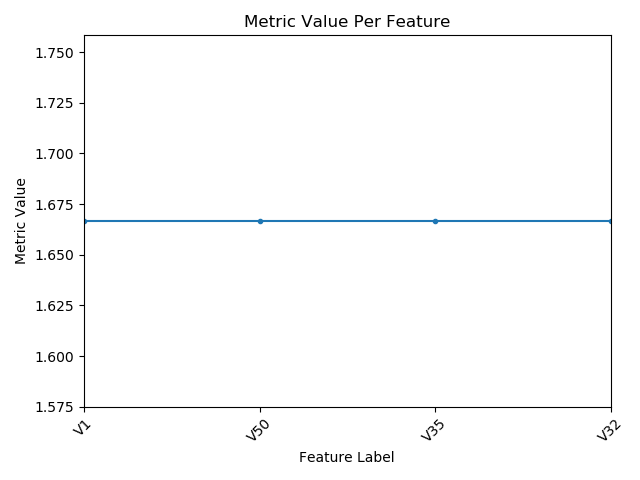 Metric Value Per Feature
1.750
1.725
1.700
1.675
1.650
1.625
1.600
1.575
Metric Value
V1
V50
V35
V32
Feature Label